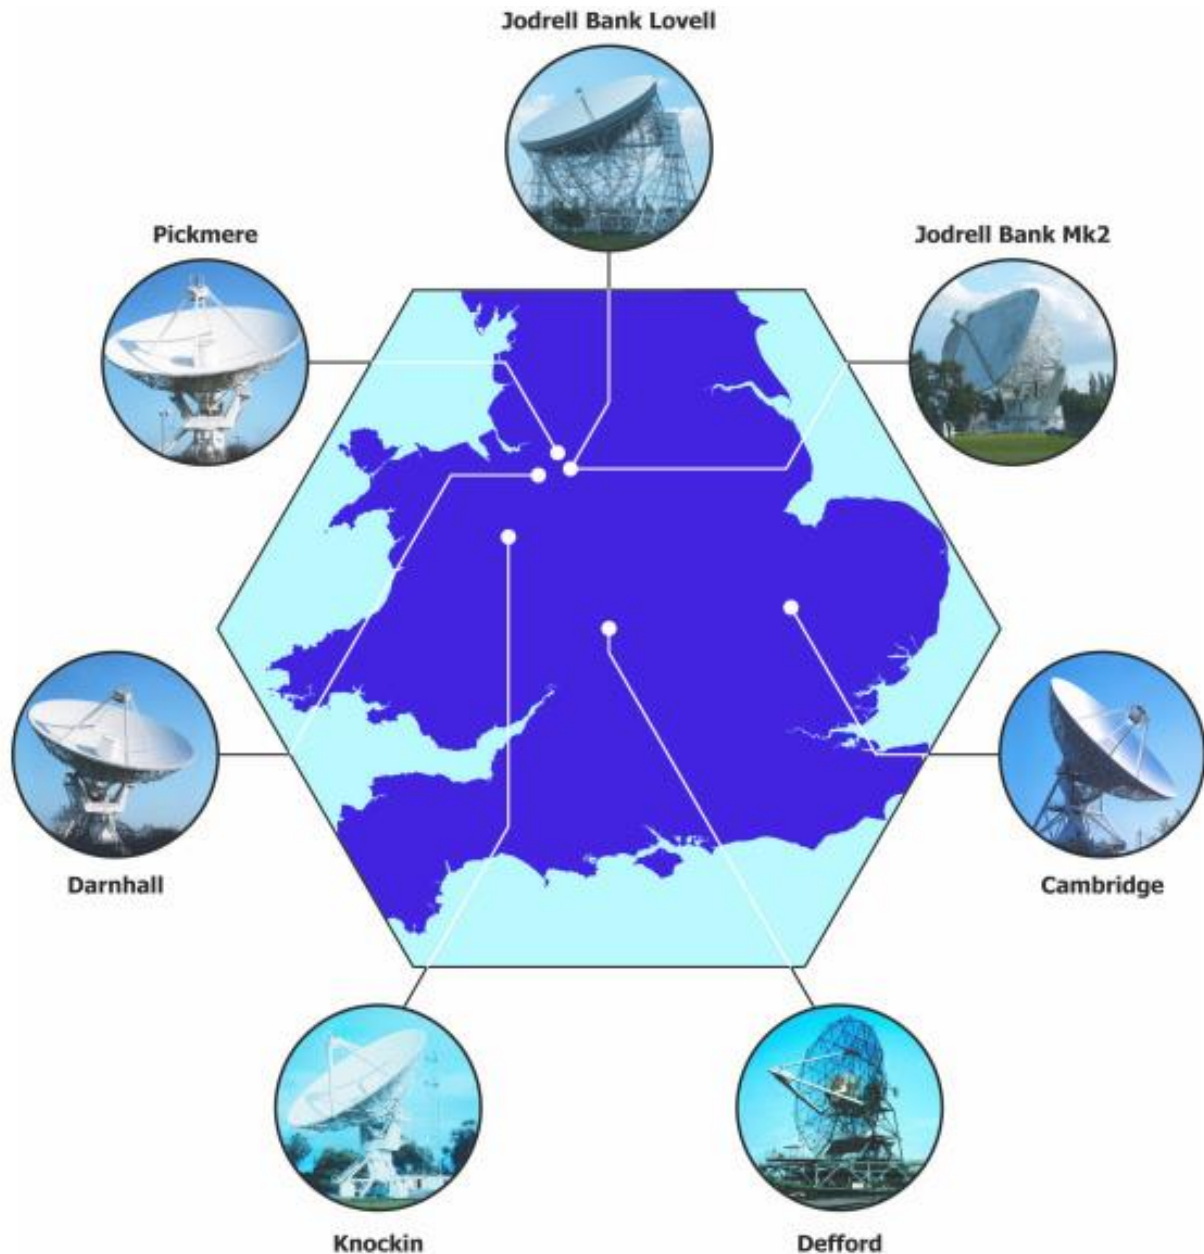 Jodrell Bank Lovell
Pickmere
Jodrell Bank Mk2
Darnhall
Cambridge
Knockin
Defford